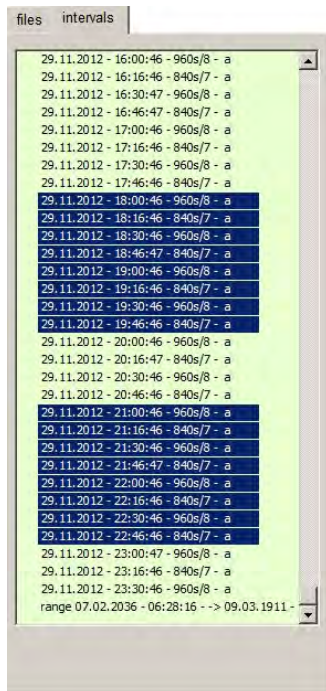 files intervals
29.11.2012 - 16:00:46 - 960s/8 - a
29.11.2012 - 16:16:46 - 840s/7 - a
29.11.2012 - 16:30:47 - 960s/8 - a
29.11.2012 - 16:46:47 - 840s/7 - a
29.11.2012 - 17:00:46 - 960s/8 - a
29.11.2012 - 17:16:46 - 840s/7 - a
29.11.2012 - 17:30:46 - 960s/8 - a
29.11.2012 - 17:46:46 - 840s/7 - a
29.11.2012 - 18:00:46 - 960s/8 - a
29.11.2012 - 18:16:46 - 840s/7 - a
29.11.2012 - 18:30:46 - 960s/8 - a
29.11.2012 - 18:46:47 - 840s/7 - a
29.11.2012 - 19:00:46 - 960s/8 - a
29.11.2012 - 19:16:46 - 840s/7 - a
29.11.2012 - 19:30:46 - 960s/8 - a
29.11.2012 - 19:46:46 - 840s/7 - a
29.11.2012 - 20:00:46 - 960s/8 - a
29.11.2012 - 20:16:47 - 840s/7 - a
29.11.2012 - 20:30:46 - 960s/8 - a
29.11.2012 - 20:46:46 - 840s/7 - a
29.11.2012 - 21:00:46 - 960s/8 - a
29.11.2012 - 21:16:46 - 840s/7 - a
29.11.2012 - 21:30:46 - 960s/8 - a
29.11.2012 - 21:46:47 - 840s/7 - a
29.11.2012 - 22:00:46 - 960s/8 - a
29.11.2012 - 22:16:46 - 840s/7 - a
29.11.2012 - 22:30:46 - 960s/8 - a
29.11.2012 - 22:46:46 - 840s/7 - a
29.11.2012 - 23:00:47 - 960s/8 - a
29.11.2012 - 23:16:46 - 840s/7 - a
29.11.2012 - 23:30:46 - 960s/8 - a
range 07.02.2036 - 06:28:16 - --> 09.03.1911 -